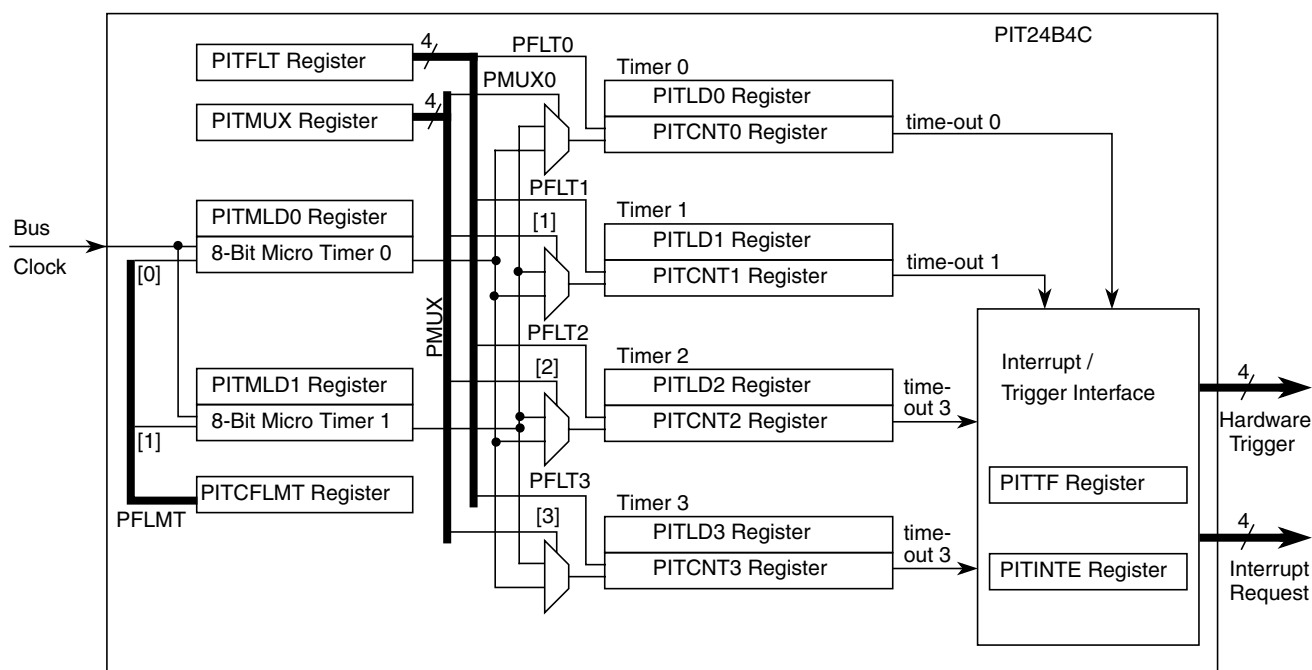 PIT24B4C
4
PFLT0
PITFLT Register
Timer 0
4
PMUX0
PITLD0 Register
PITMUX Register
PITCNT0 Register
time-out 0
PFLT1
Bus
Clock
PITMLD0 Register
8-Bit Micro Timer 0
[0]
[1]
Timer 1
PITLD1 Register
PITCNT1 Register
time-out 1
PMUX
PFLT2
[2]
Timer 2
PITMLD1 Register
8-Bit Micro Timer 1
[1]
PITLD2 Register
PITCNT2 Register
time-
out 3
Interrupt /
Trigger Interface
4
Hardware
Trigger
PITCFLMT Register
PFLMT
PFLT3
[3]
Timer 3
PITLD3 Register
PITCNT3 Register
time-
out 3
PITTF Register
PITINTE Register
4
Interrupt
Request